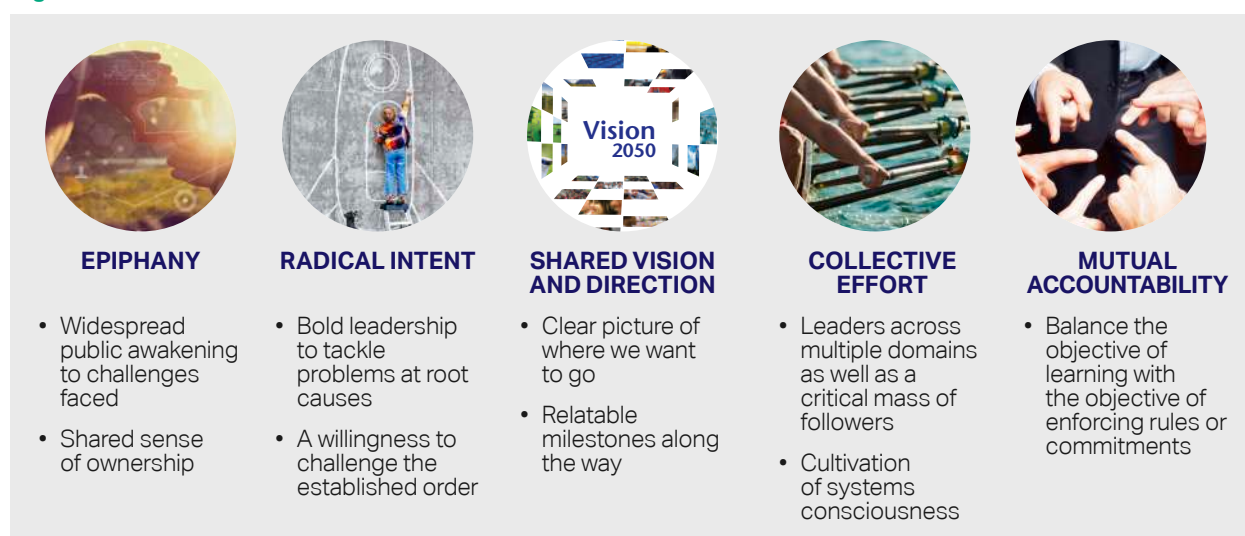 Vision
2050
EPIPHANY
• Widespread
public awakening
to challenges
faced
• Shared sense
of ownership
RADICAL INTENT
• Bold leadership
to tackle
problems at root
causes
• A willingness to
challenge the
established order
SHARED VISION
AND DIRECTION
• Clear picture of
where we want
to go
• Relatable
milestones along
the way
COLLECTIVE
EFFORT
• Leaders across
multiple domains
as well as a
critical mass of
followers
• Cultivation
of systems
consciousness
MUTUAL
ACCOUNTABILITY
• Balance the
objective of
learning with
the objective of
enforcing rules or
commitments